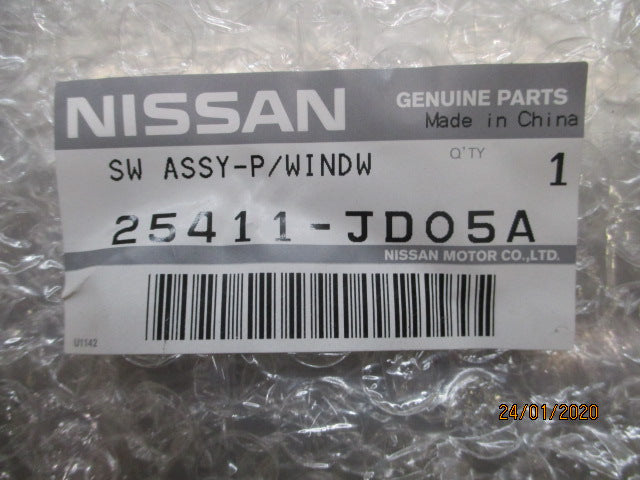 NISSAN
GENUINE PARTS
Made in China
SW ASSY-P/WINDW
Q'TY
1
25411-JD05A
NISSAN MOTOR CO.,LTD.
U1142
24/01/2020